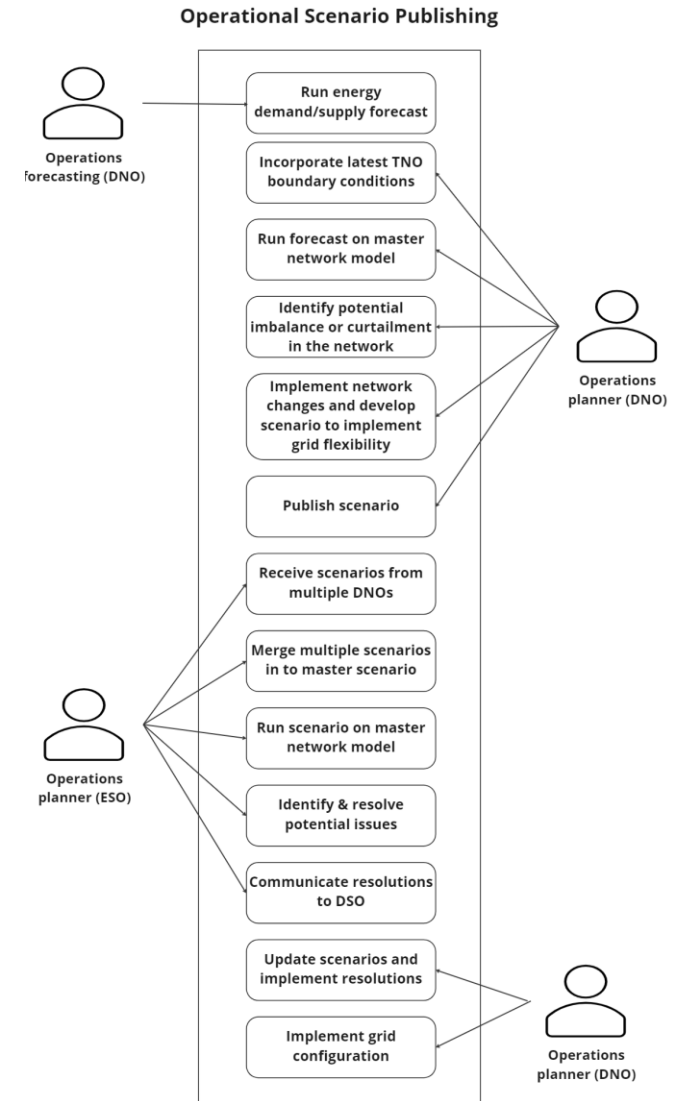 Operational Scenario Publishing
Run energy
demand/supply forecast
Operations
forecasting (DNO)
Incorporate latest TNO
boundary conditions
Run forecast on master
network model
Identify potential
imbalance or curtailment
in the network
Operations
planner (DNO)
Implement network
changes and develop
scenario to implement
grid flexibility
Publish scenario
Receive scenarios from
multiple DNOs
Merge multiple scenarios
in to master scenario
Run scenario on master
network model
Operations
planner (ESO)
Identify & resolve
potential issues
Communicate resolutions
to DSO
Update scenarios and
implement resolutions
Implement grid
configuration
Operations
planner (DNO)